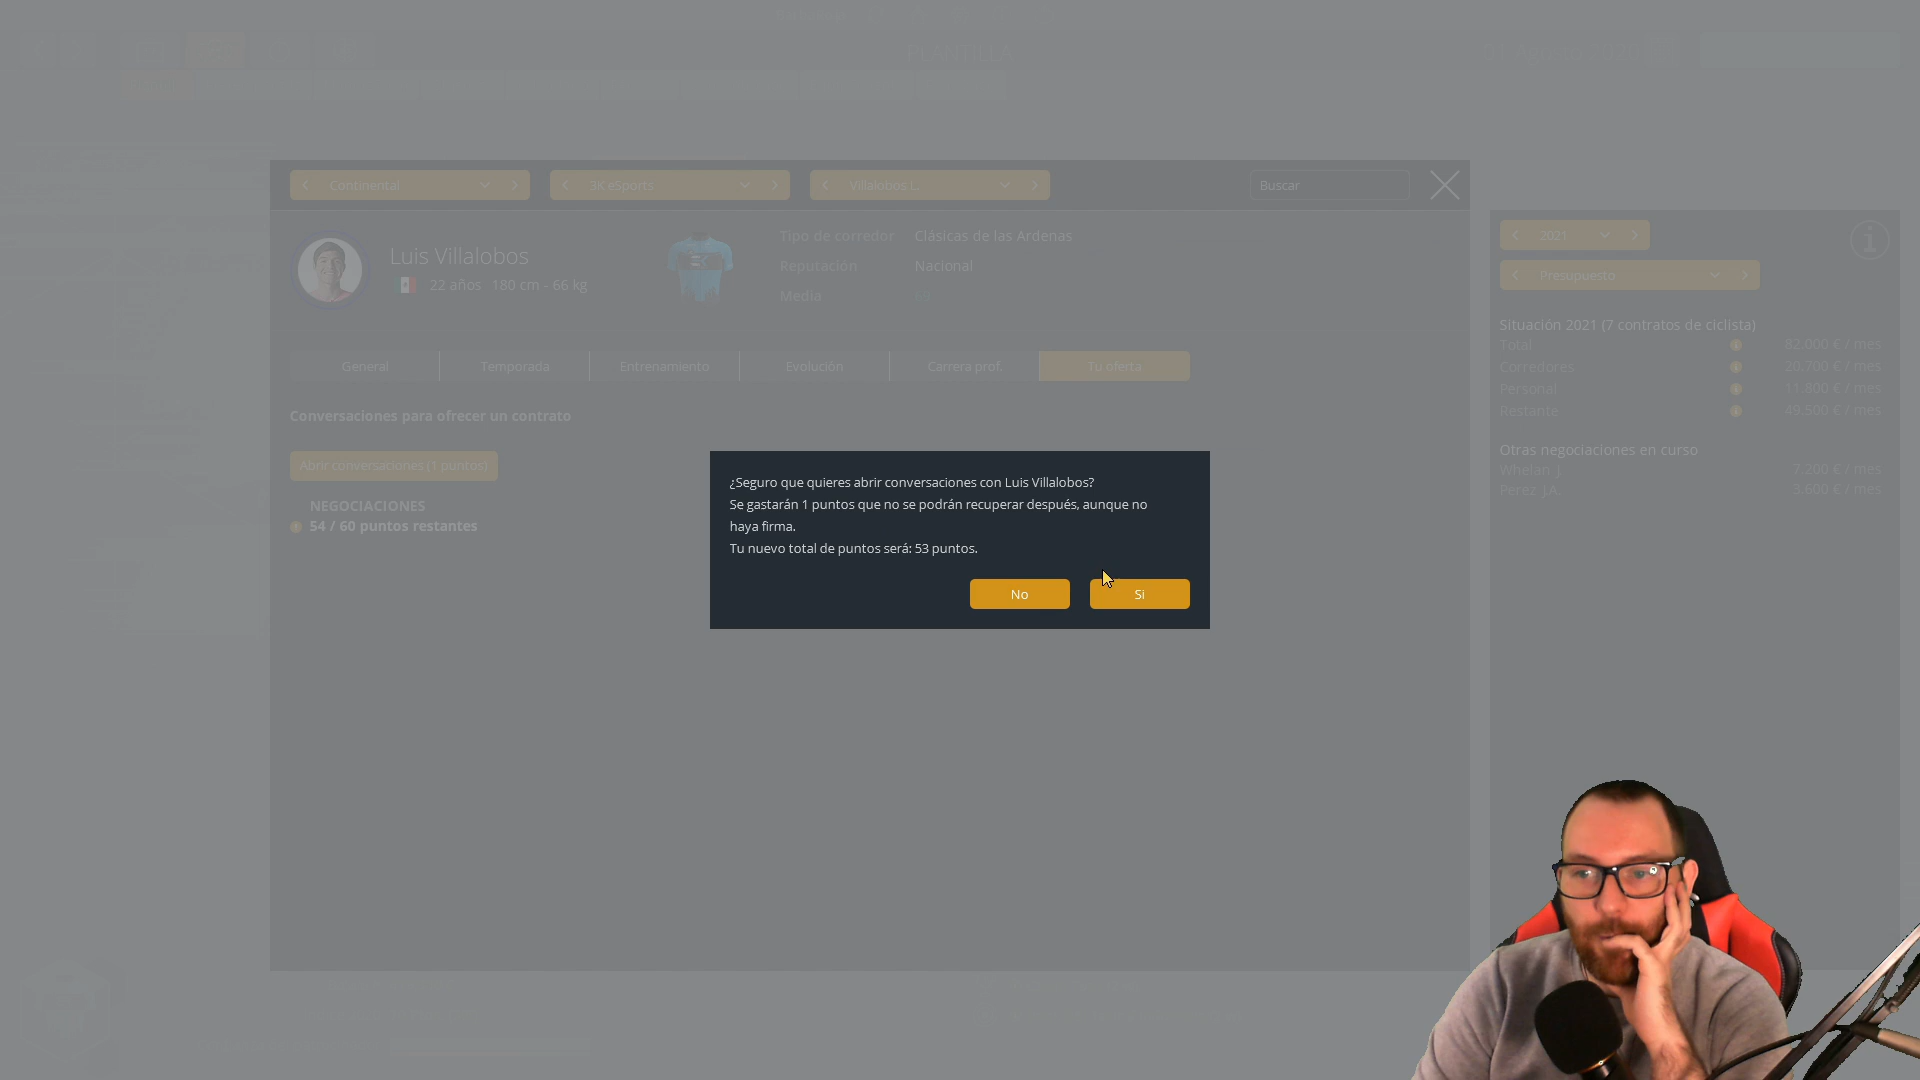 PLANTILLA
Continental
3K eSports
Villalobos L.
Buscar
Luis Villalobos
22 años 180 cm - 66 kg
Tipo de corredor Clásicas de las Ardenas
Reputación Nacional
Media 69
General
Temporada
Entrenamiento
Evolución
Carrera prof.
Tu oferta
Conversaciones para ofrecer un contrato
Abrir conversaciones (1 puntos)
NEGOCIACIONES
54 / 60 puntos restantes
¿Seguro que quieres abrir conversaciones con Luis Villalobos?
Se gastarán 1 puntos que no se podrán recuperar después, aunque no
haya firma.
Tu nuevo total de puntos será: 53 puntos.
No
Si
2021
Presupuesto
Situación 2021 (7 contratos de ciclista)
Total 82.000 € / mes
Corredores 20.700 € / mes
Personal 11.800 € / mes
Restante 49.500 € / mes
Otras negociaciones en curso
Whelan J. 7.200 € / mes
Perez J.A. 3.600 € / mes